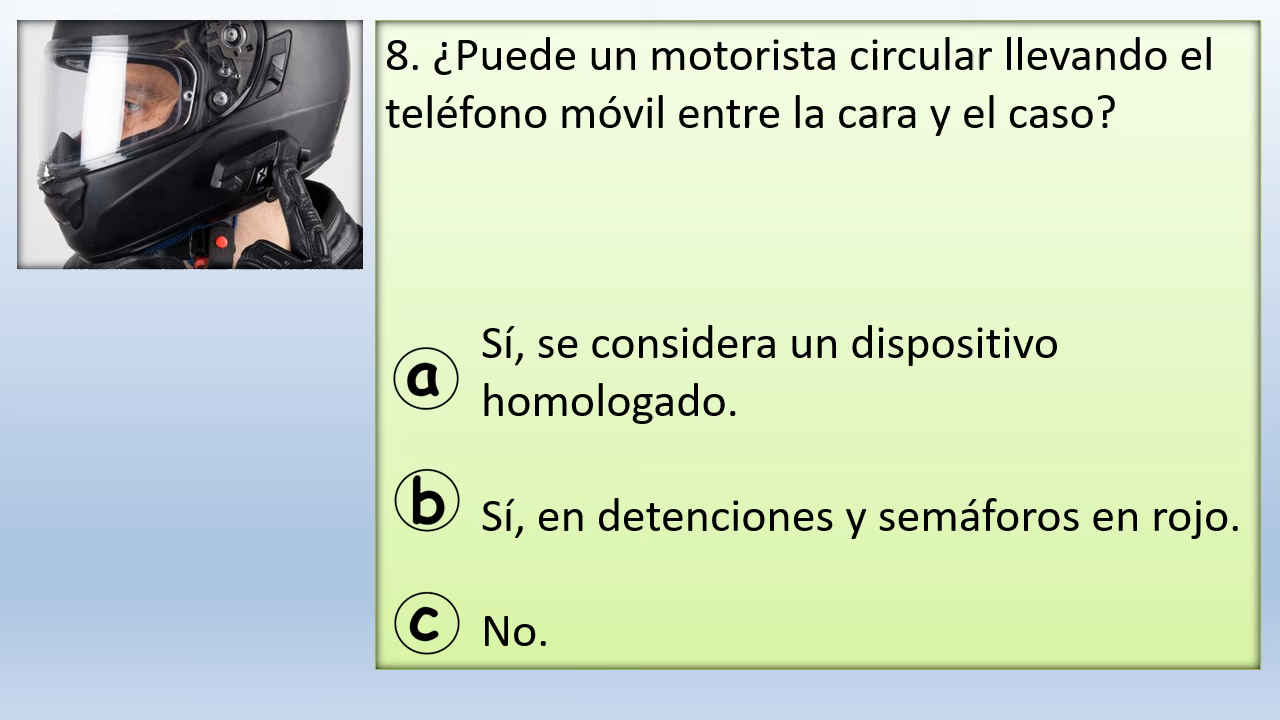 8. ¿Puede un motorista circular llevando el
teléfono móvil entre la cara y el caso?
a
Sí, se considera un dispositivo
homologado.
b
Sí, en detenciones y semáforos en rojo.
c
No.